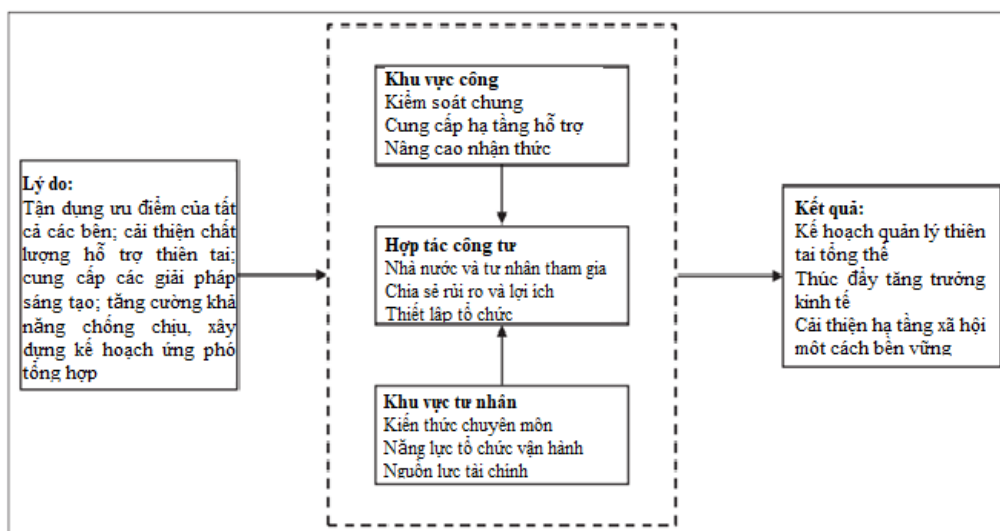 Lý do:
Tận dụng ưu điểm của tất
cả các bên; cải thiện chất
lượng hỗ trợ thiên tai;
cung cấp các giải pháp
sáng tạo; tăng cường khả
năng chống chịu, xây
dựng kế hoạch ứng phó
tổng hợp
Khu vực công
Kiểm soát chung
Cung cấp hạ tầng hỗ trợ
Nâng cao nhận thức
Hợp tác công tư
Nhà nước và tư nhân tham gia
Chia sẻ rủi ro và lợi ích
Thiết lập tổ chức
Khu vực tư nhân
Kiến thức chuyên môn
Năng lực tổ chức vận hành
Nguồn lực tài chính
Kết quả:
Kế hoạch quản lý thiên
tai tổng thể
Thúc đẩy tăng trưởng
kinh tế
Cải thiện hạ tầng xã hội
một cách bền vững